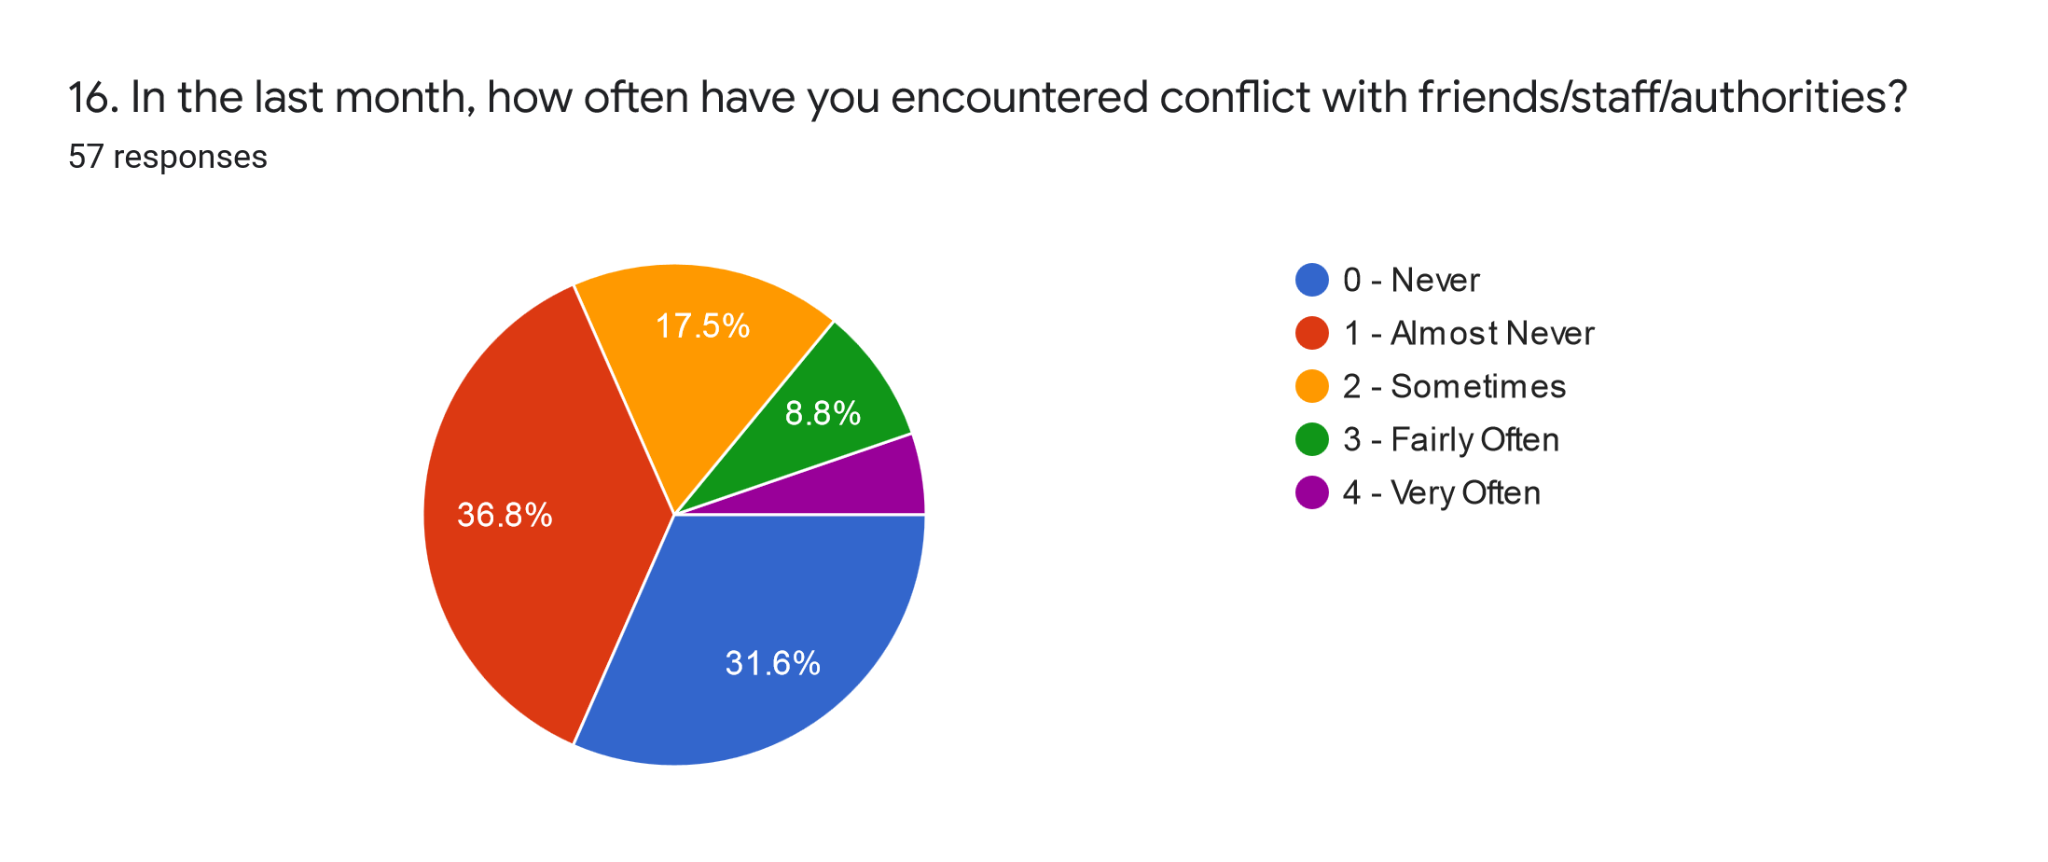 16. In the last month, how often have you encountered conflict with friends/staff/authorities?
57 responses
17.5%
8.8%
36.8%
31.6%
0 - Never
1 - Almost Never
2 - Sometimes
3 - Fairly Often
4 - Very Often